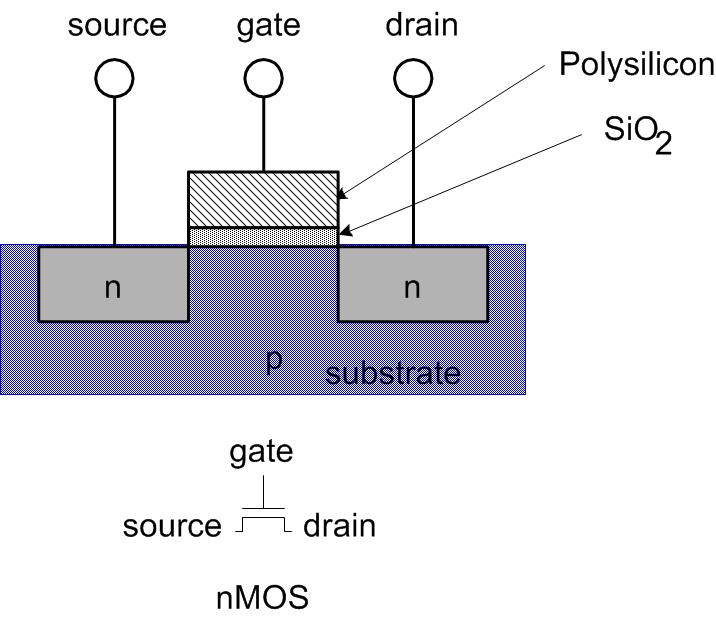 source gate drain
Polysilicon
SiO2
n n
p substrate
gate
source drain
nMOS